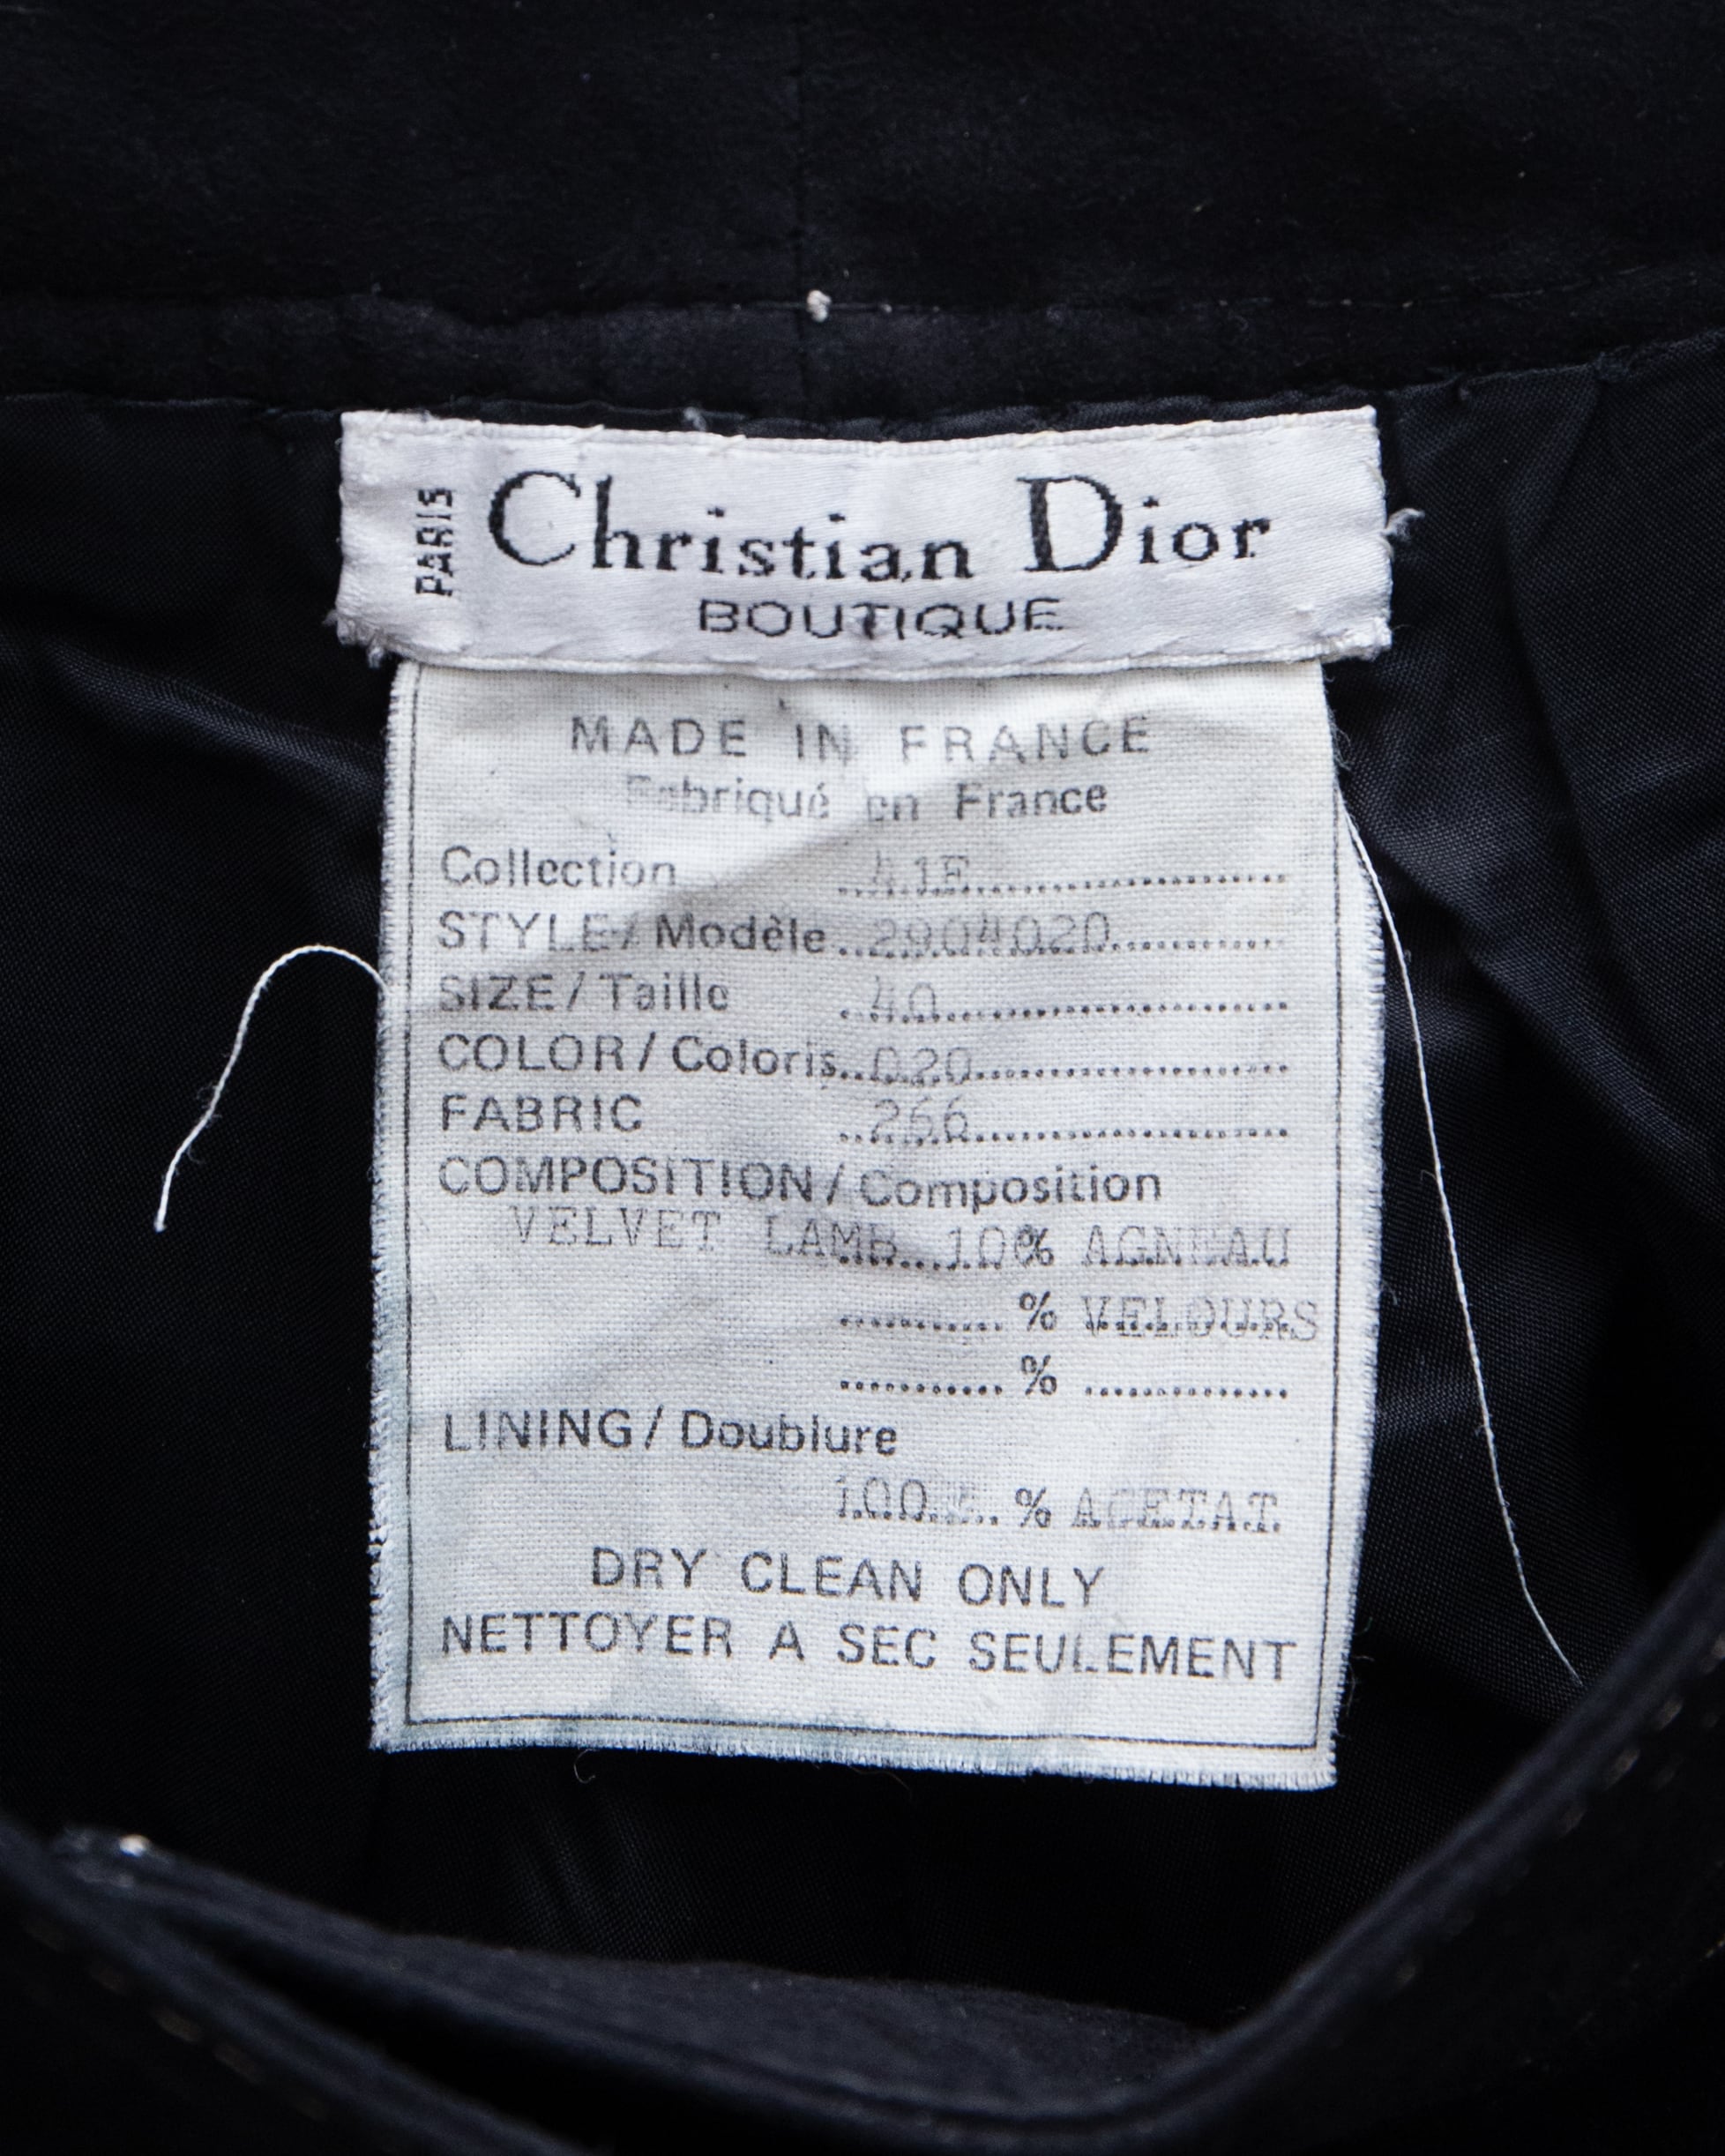 PARIS
Christian Dior
BOUTIQUE
MADE IN FRANCE
Fabriqué en France
Collection 41E
STYLE / Modèle 2904020
SIZE / Taille 40
COLOR / Coloris 020
FABRIC 266
COMPOSITION / Composition
VELVET LAMB 100% AGNEAU
% VELOURS
%
LINING / Doublure
100 % ACETAT
DRY CLEAN ONLY
NETTOYER A SEC SEULEMENT